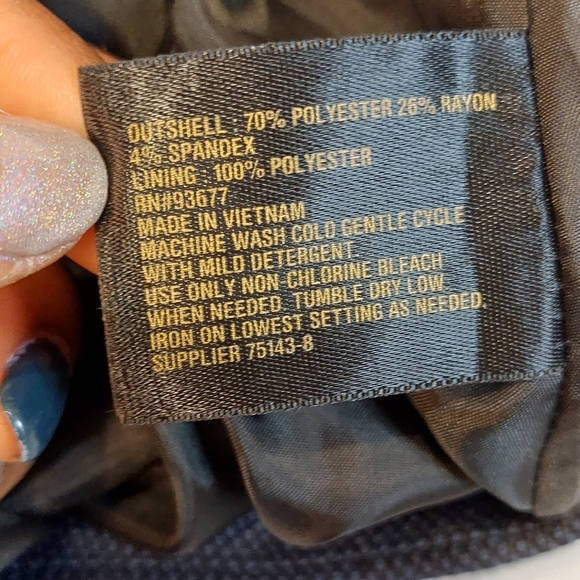 OUTSHELL : 70% POLYESTER 26% RAYON
4% SPANDEX
LINING : 100% POLYESTER
RN#93677
MADE IN VIETNAM
MACHINE WASH COLD GENTLE CYCLE
WITH MILD DETERGENT
USE ONLY NON-CHLORINE BLEACH
WHEN NEEDED. TUMBLE DRY LOW
IRON ON LOWEST SETTING AS NEEDED.
SUPPLIER 75143-8